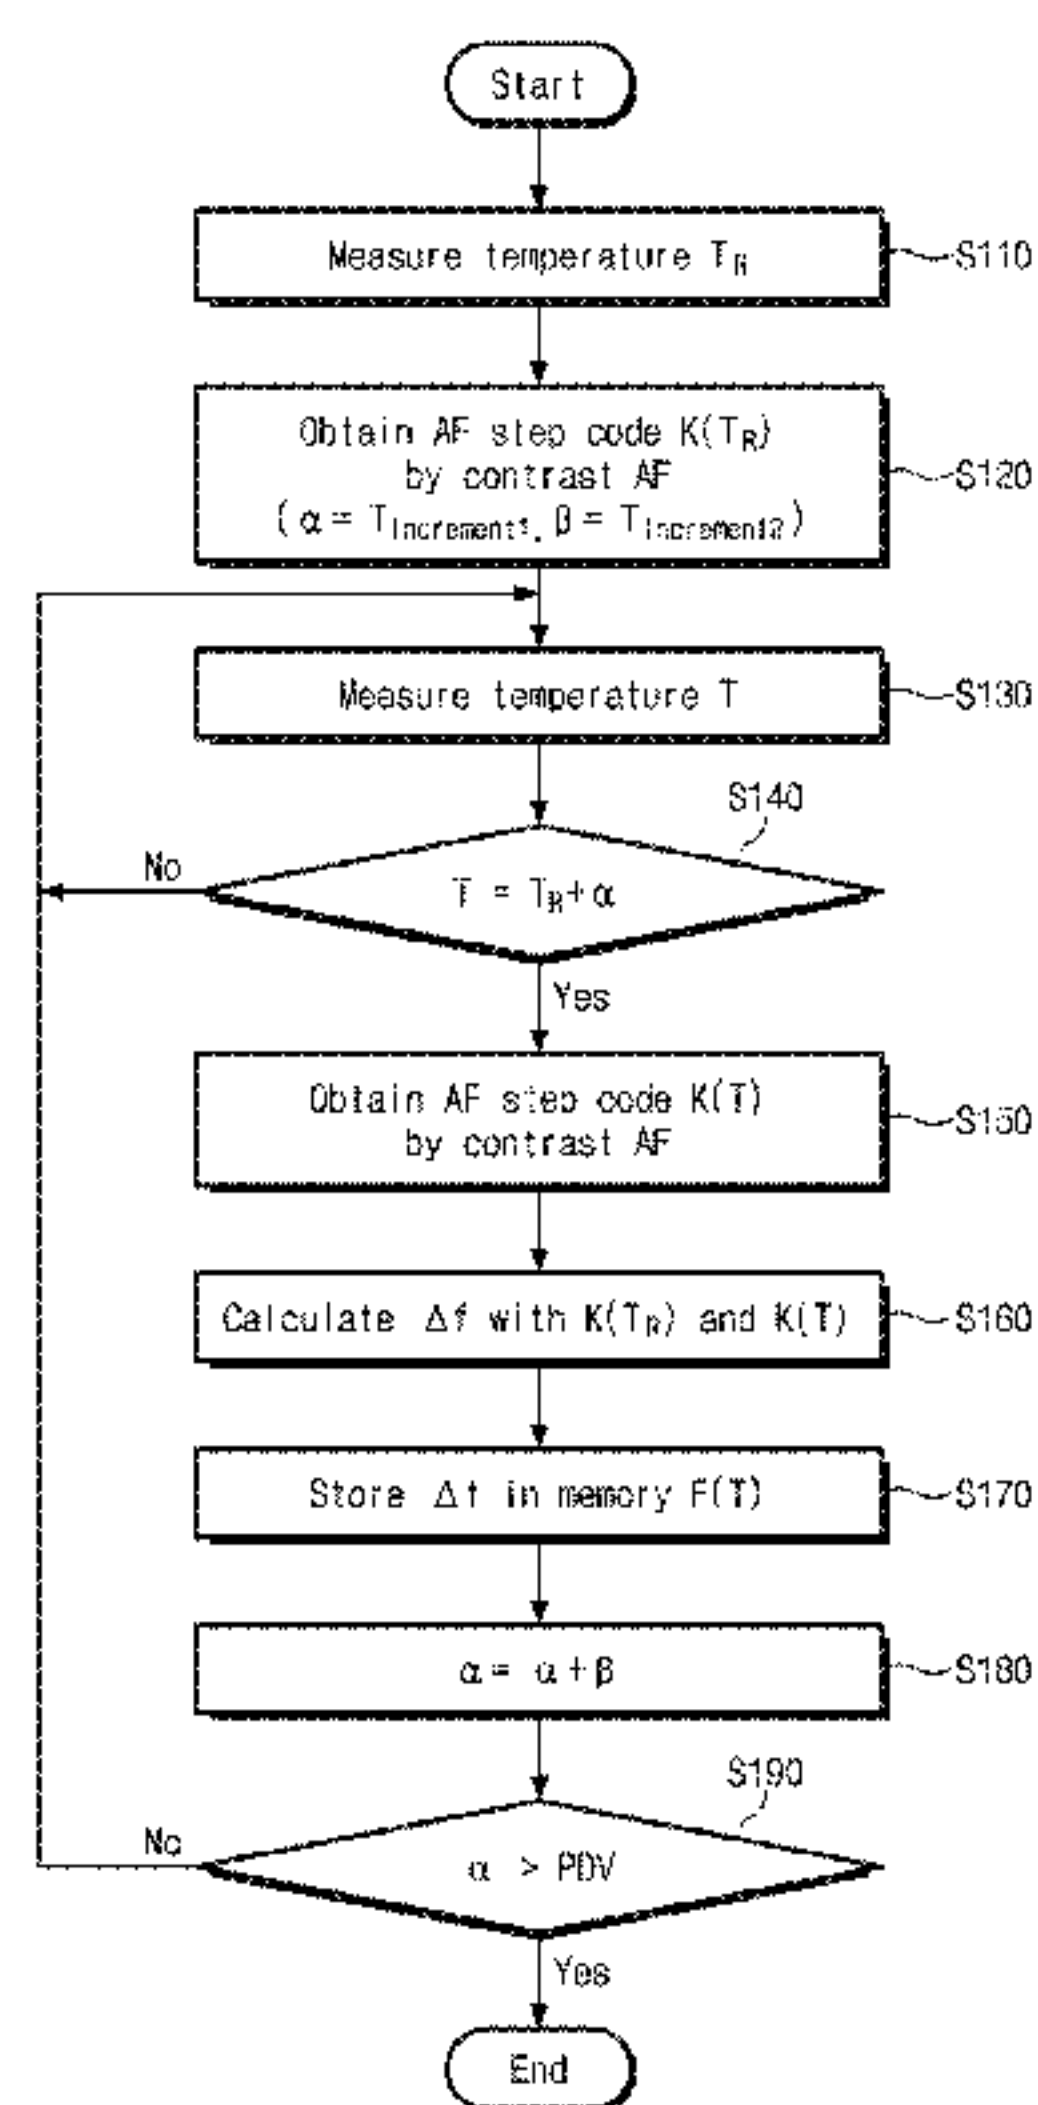 Start
Measure temperature T_R
S110
Obtain AF step code K(T_R)
by contrast AF
(α = T_Increment1, β = T_Increment2)
S120
Measure temperature T
S130
S140
No
T = T_R + α
Yes
Obtain AF step code K(T)
by contrast AF
S150
Calculate Δf with K(T_R) and K(T)
S160
Store Δf in memory F(T)
S170
α = α + β
S180
S190
No
α > PDV
Yes
End